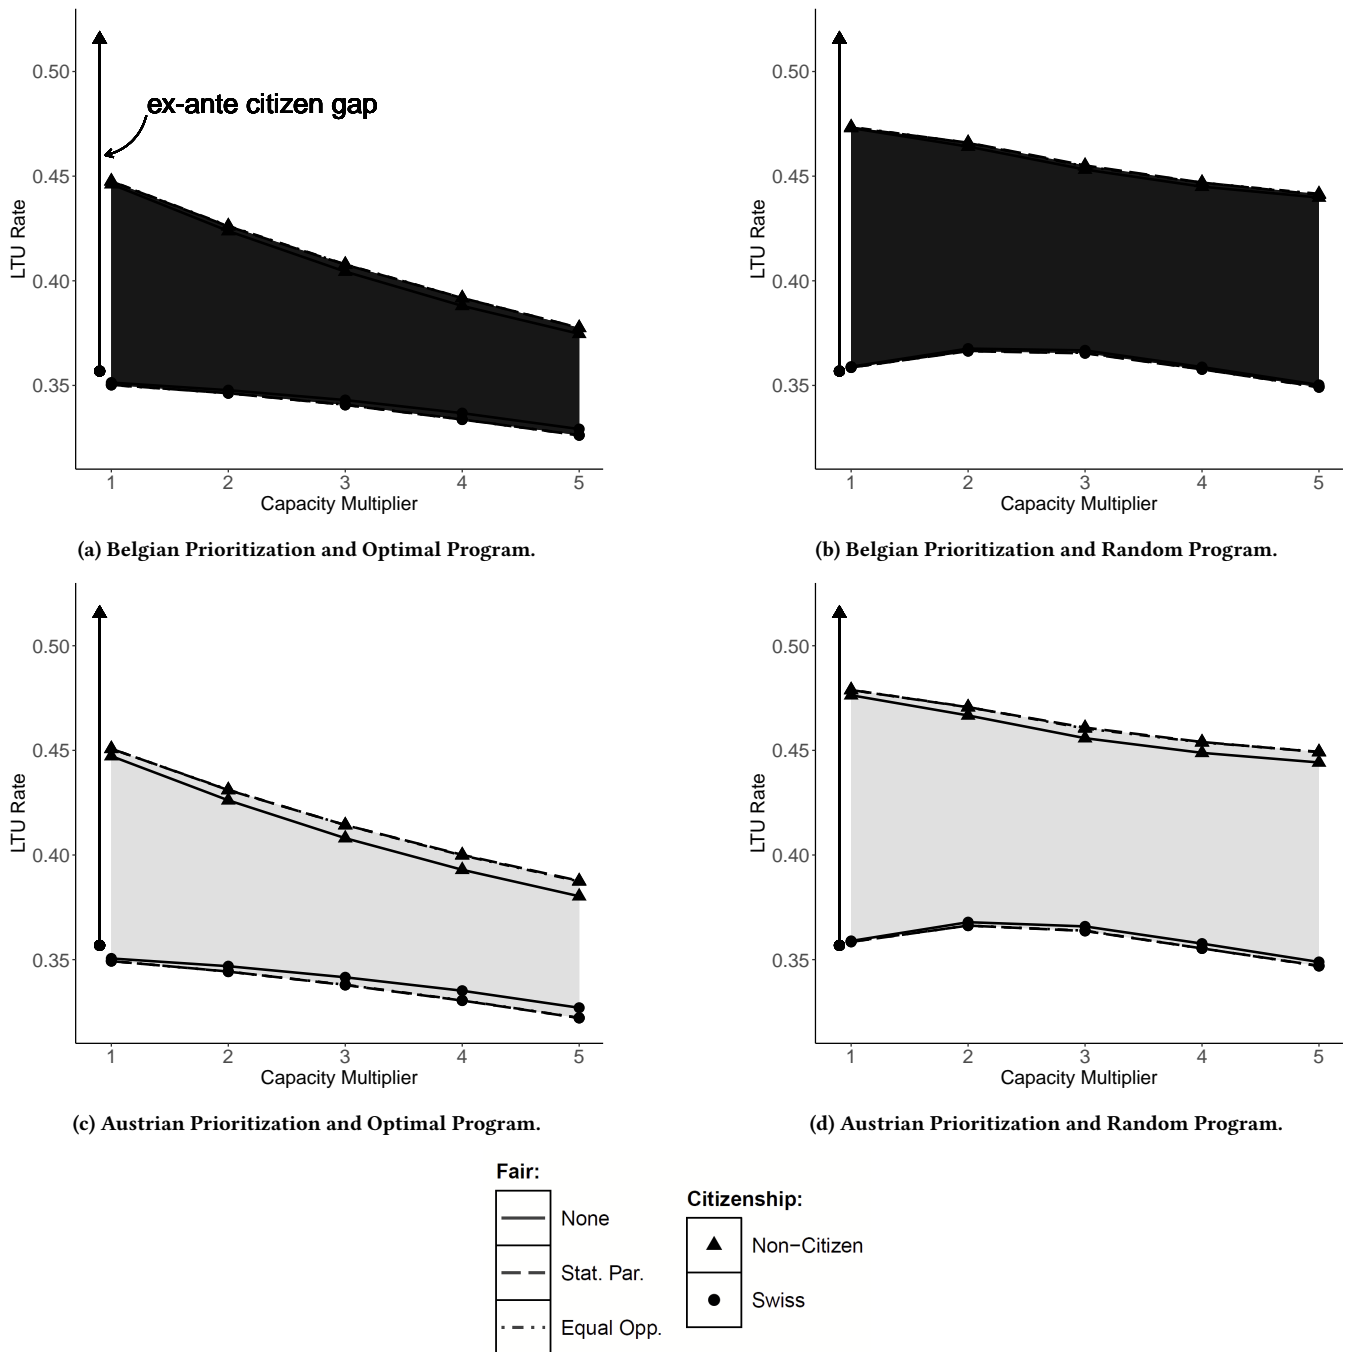 0.50
0.45
0.40
0.35
LTU Rate
ex-ante citizen gap
1 2 3 4 5
Capacity Multiplier
(a) Belgian Prioritization and Optimal Program.
0.50
0.45
0.40
0.35
LTU Rate
1 2 3 4 5
Capacity Multiplier
(b) Belgian Prioritization and Random Program.
0.50
0.45
0.40
0.35
LTU Rate
1 2 3 4 5
Capacity Multiplier
(c) Austrian Prioritization and Optimal Program.
0.50
0.45
0.40
0.35
LTU Rate
1 2 3 4 5
Capacity Multiplier
(d) Austrian Prioritization and Random Program.
Fair:
None
Stat. Par.
Equal Opp.
Citizenship:
Non−Citizen
Swiss